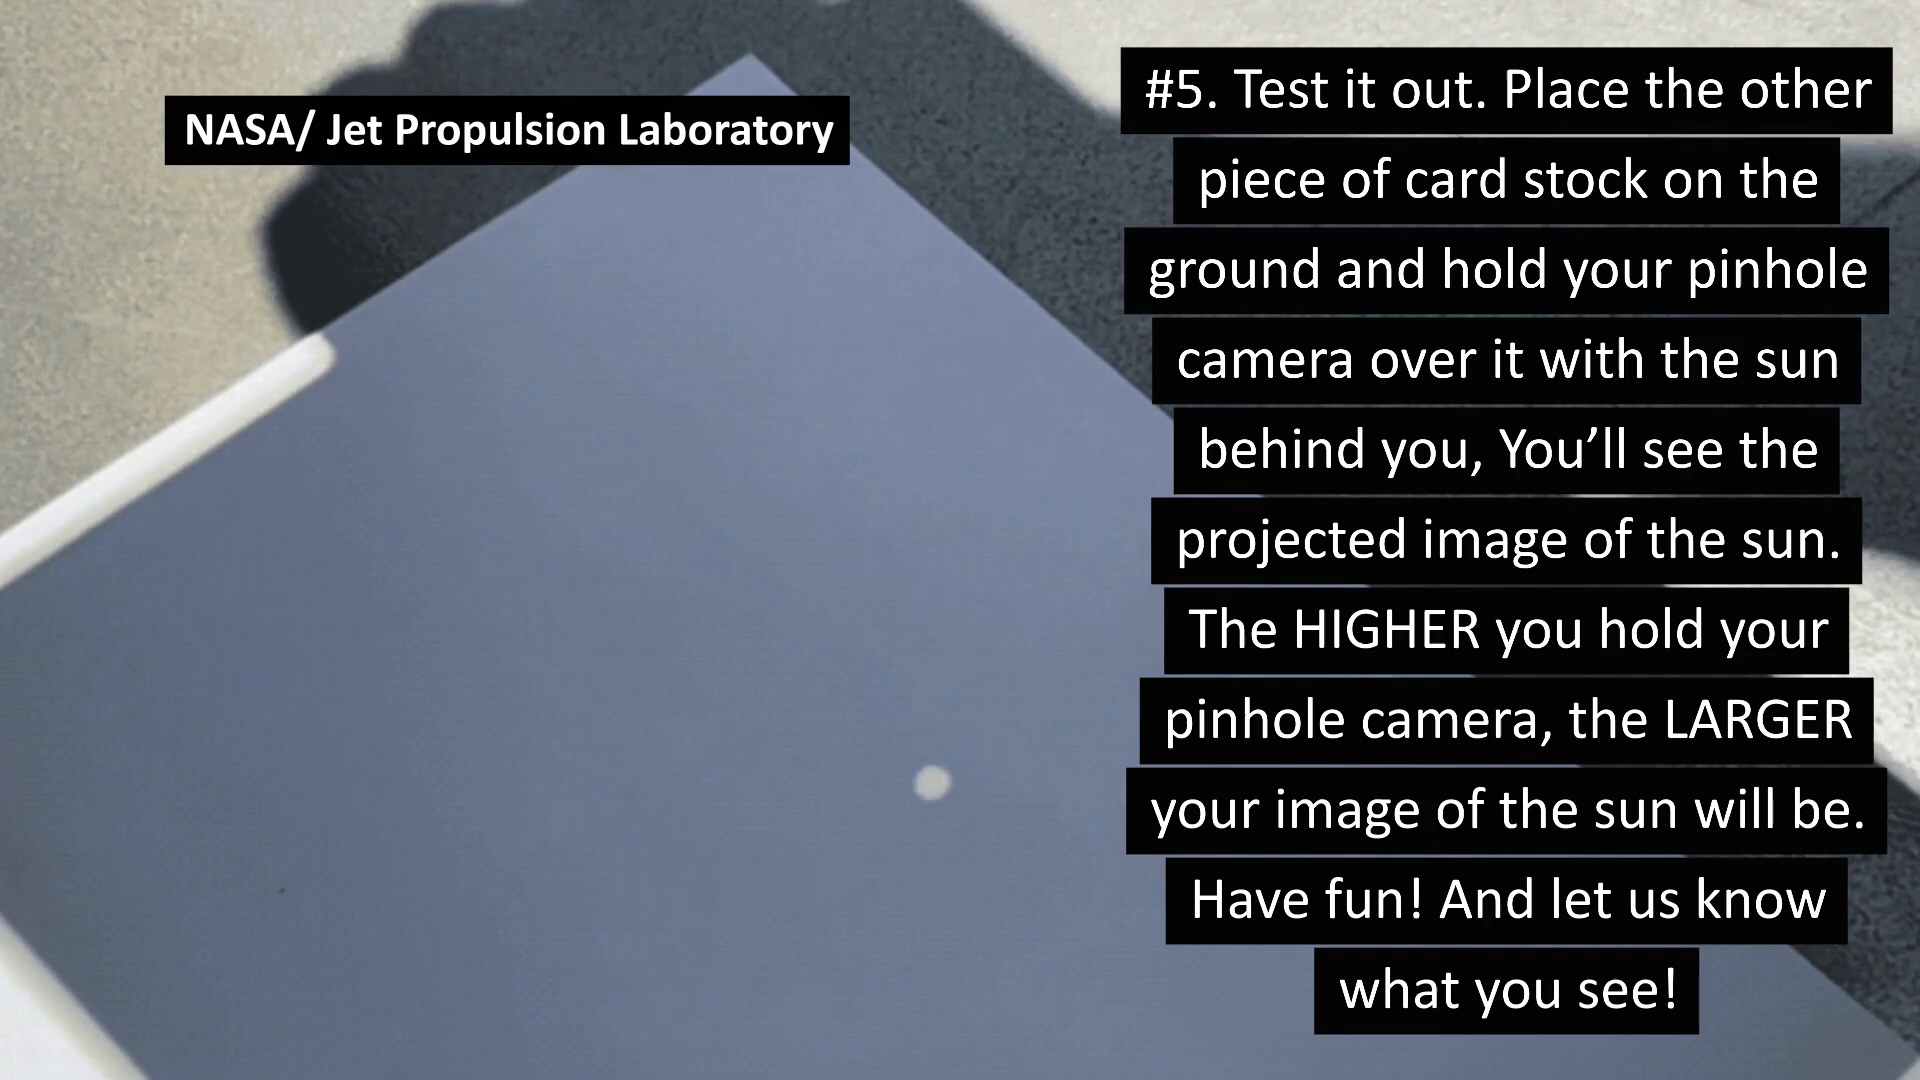 NASA/ Jet Propulsion Laboratory
#5. Test it out. Place the other
piece of card stock on the
ground and hold your pinhole
camera over it with the sun
behind you, You’ll see the
projected image of the sun.
The HIGHER you hold your
pinhole camera, the LARGER
your image of the sun will be.
Have fun! And let us know
what you see!